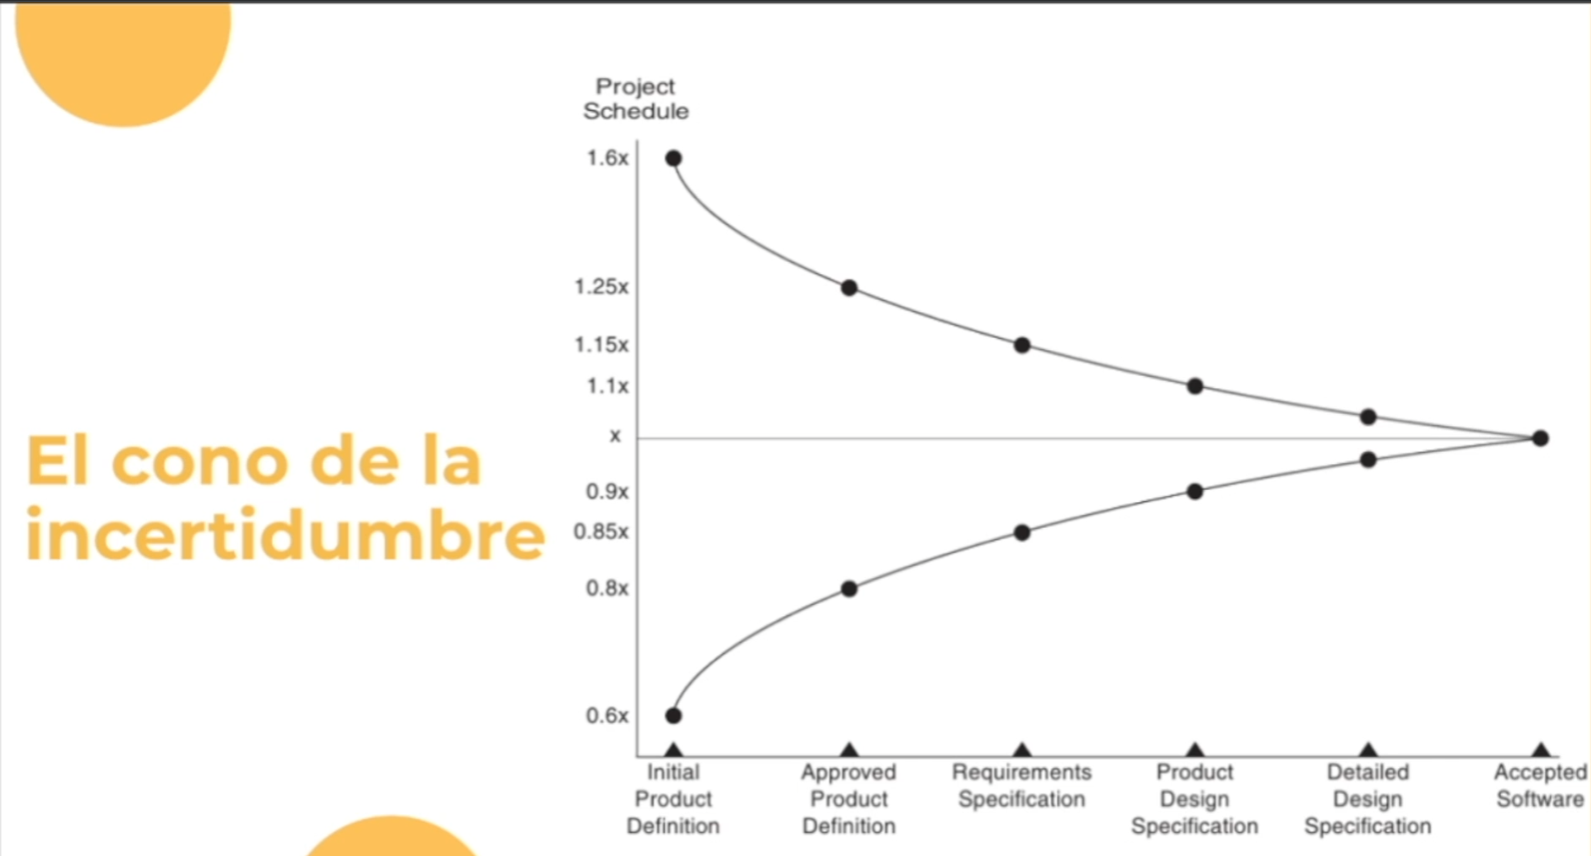 El cono de la
incertidumbre
Project
Schedule
1.6x
1.25x
1.15x
1.1x
x
0.9x
0.85x
0.8x
0.6x
Initial
Product
Definition
Approved
Product
Definition
Requirements
Specification
Product
Design
Specification
Detailed
Design
Specification
Accepted
Software